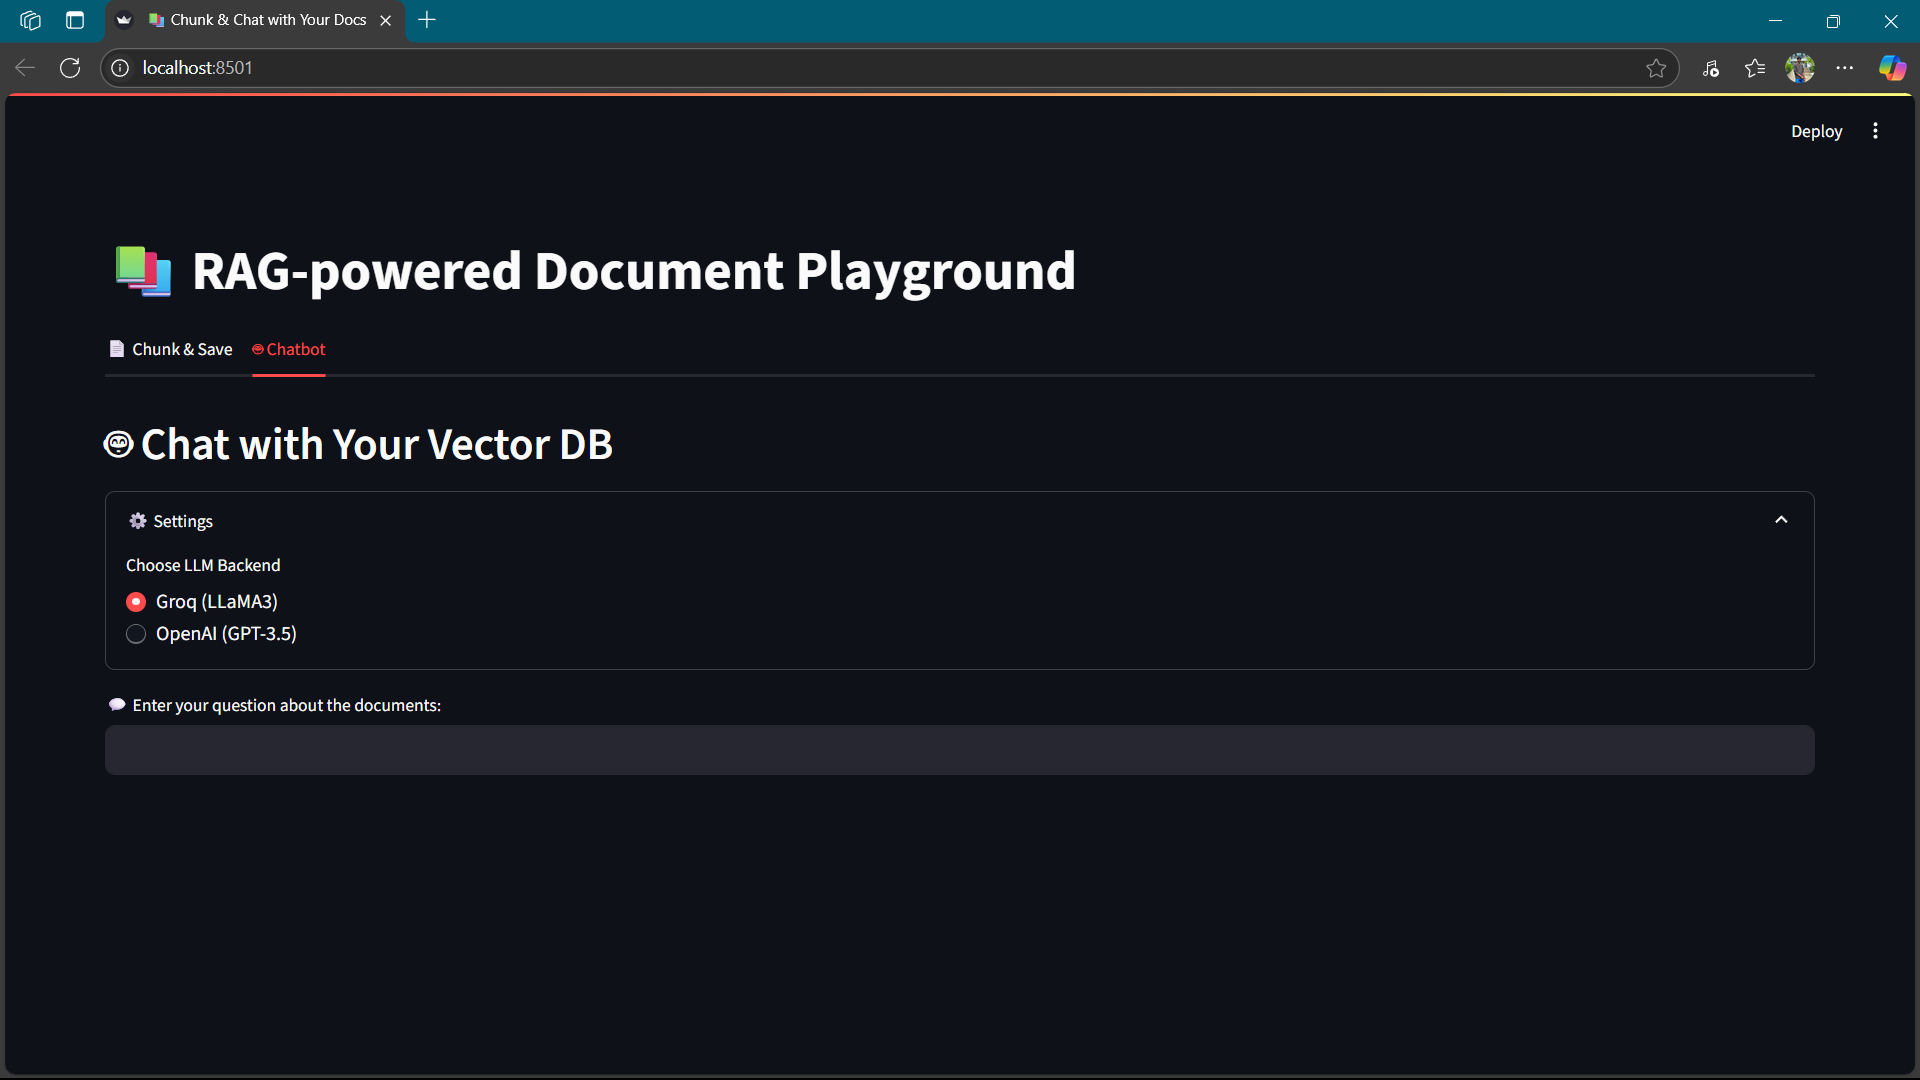 Chunk & Chat with Your Docs
localhost:8501
Deploy
RAG-powered Document Playground
Chunk & Save
Chatbot
Chat with Your Vector DB
Settings
Choose LLM Backend
Groq (LLaMA3)
OpenAI (GPT-3.5)
Enter your question about the documents: